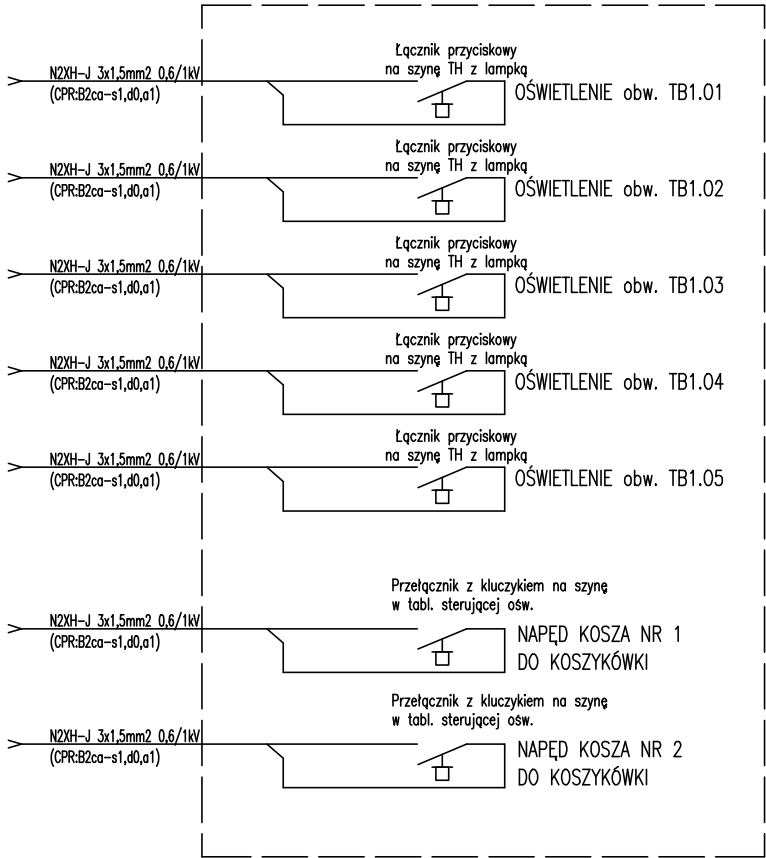 Łącznik przyciskowy
na szynę TH z lampką
N2XH-J 3x1,5mm2 0,6/1kV
(CPR:B2ca-s1,d0,a1)
OŚWIETLENIE obw. TB1.01
Łącznik przyciskowy
na szynę TH z lampką
N2XH-J 3x1,5mm2 0,6/1kV
(CPR:B2ca-s1,d0,a1)
OŚWIETLENIE obw. TB1.02
Łącznik przyciskowy
na szynę TH z lampką
N2XH-J 3x1,5mm2 0,6/1kV
(CPR:B2ca-s1,d0,a1)
OŚWIETLENIE obw. TB1.03
Łącznik przyciskowy
na szynę TH z lampką
N2XH-J 3x1,5mm2 0,6/1kV
(CPR:B2ca-s1,d0,a1)
OŚWIETLENIE obw. TB1.04
Łącznik przyciskowy
na szynę TH z lampką
N2XH-J 3x1,5mm2 0,6/1kV
(CPR:B2ca-s1,d0,a1)
OŚWIETLENIE obw. TB1.05
Przełącznik z kluczykiem na szynę
w tabl. sterującej ośw.
N2XH-J 3x1,5mm2 0,6/1kV
(CPR:B2ca-s1,d0,a1)
NAPĘD KOSZA NR 1
DO KOSZYKÓWKI
Przełącznik z kluczykiem na szynę
w tabl. sterującej ośw.
N2XH-J 3x1,5mm2 0,6/1kV
(CPR:B2ca-s1,d0,a1)
NAPĘD KOSZA NR 2
DO KOSZYKÓWKI